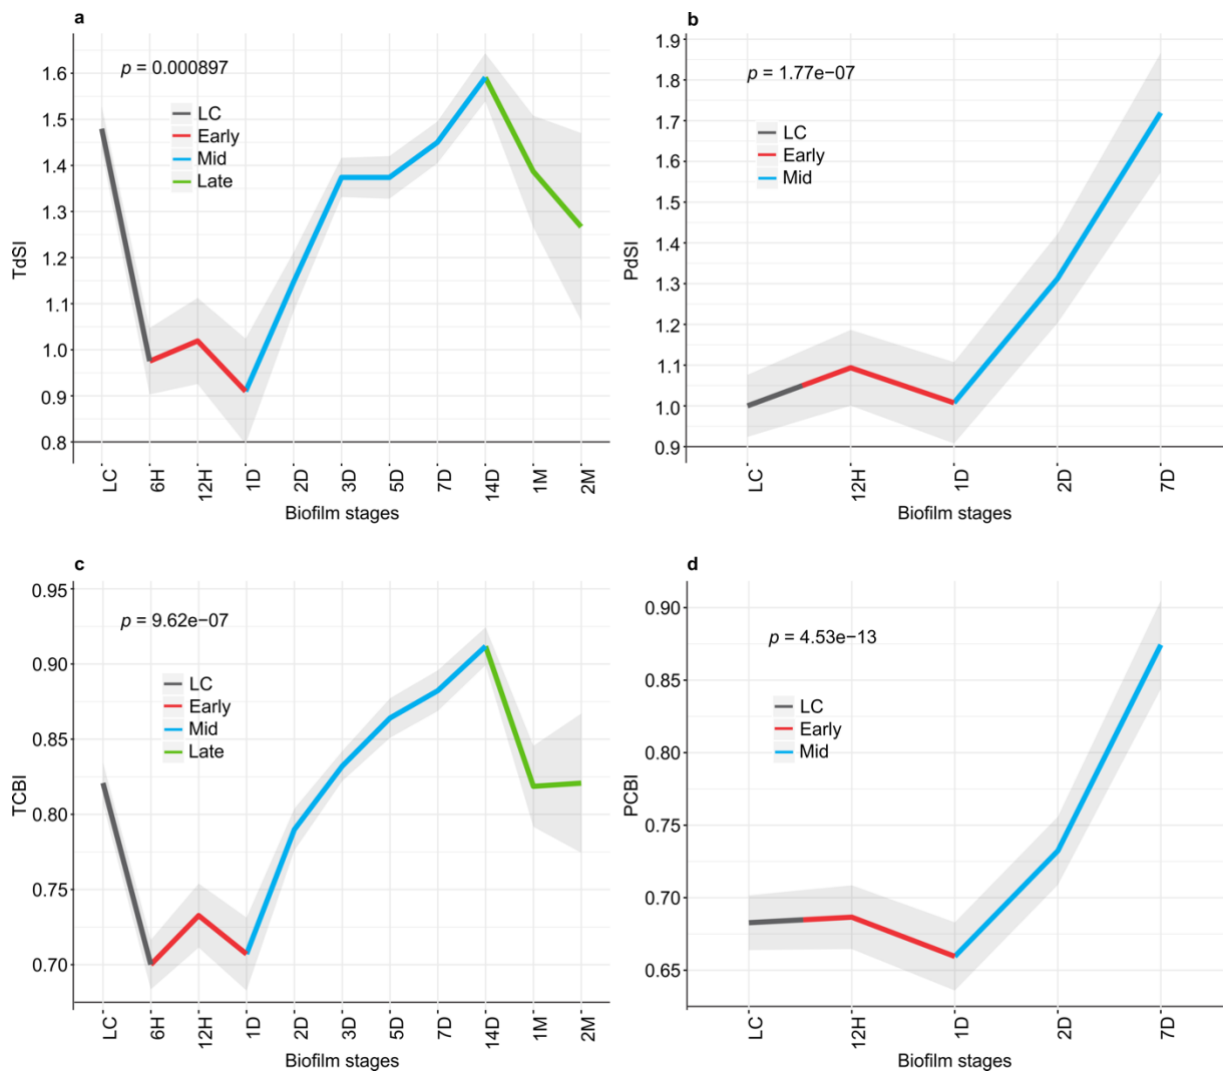 a
p = 0.000897
LC
Early
Mid
Late
TdSI
1.6
1.5
1.4
1.3
1.2
1.1
1.0
0.9
0.8
LC 6H 12H 1D 2D 3D 5D 7D 14D 1M 2M
Biofilm stages
b
p = 1.77e−07
LC
Early
Mid
PdSI
1.9
1.8
1.7
1.6
1.5
1.4
1.3
1.2
1.1
1.0
0.9
LC 12H 1D 2D 7D
Biofilm stages
c
p = 9.62e−07
LC
Early
Mid
Late
TCBI
0.95
0.90
0.85
0.80
0.75
0.70
LC 6H 12H 1D 2D 3D 5D 7D 14D 1M 2M
Biofilm stages
d
p = 4.53e−13
LC
Early
Mid
PCBI
0.90
0.85
0.80
0.75
0.70
0.65
LC 12H 1D 2D 7D
Biofilm stages